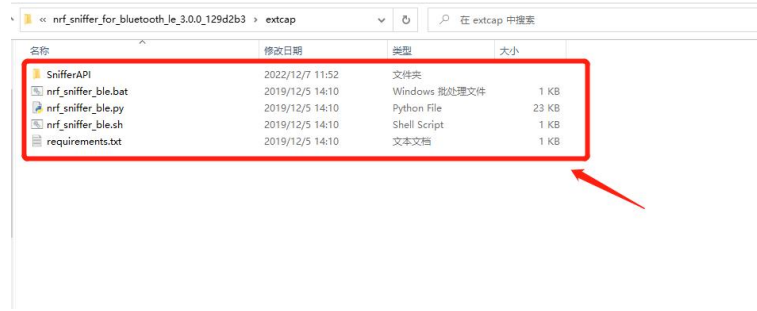 « nrf_sniffer_for_bluetooth_le_3.0.0_129d2b3 › extcap 在 extcap 中搜索
名称 修改日期 类型 大小
SnifferAPI 2022/12/7 11:52 文件夹
nrf_sniffer_ble.bat 2019/12/5 14:10 Windows 批处理文件 1 KB
nrf_sniffer_ble.py 2019/12/5 14:10 Python File 23 KB
nrf_sniffer_ble.sh 2019/12/5 14:10 Shell Script 1 KB
requirements.txt 2019/12/5 14:10 文本文档 1 KB